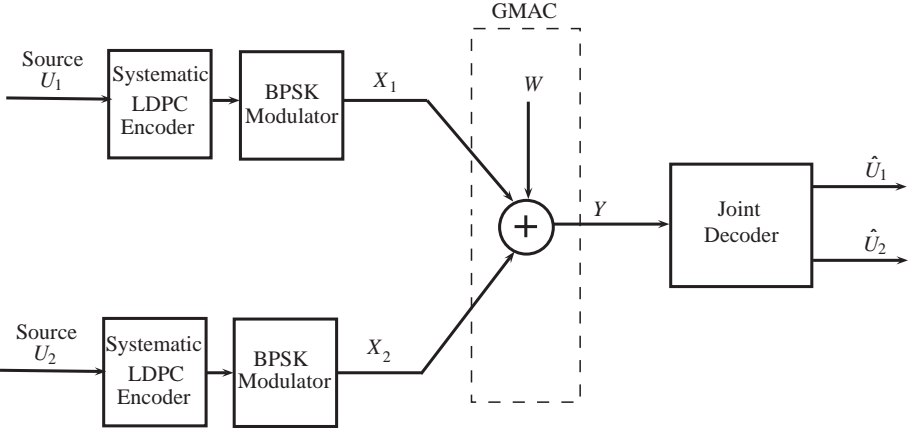 GMAC
Source
U₁
Systematic
LDPC
Encoder
BPSK
Modulator
X₁
W
+
Y
Joint
Decoder
Û₁
Û₂
Source
U₂
Systematic
LDPC
Encoder
BPSK
Modulator
X₂